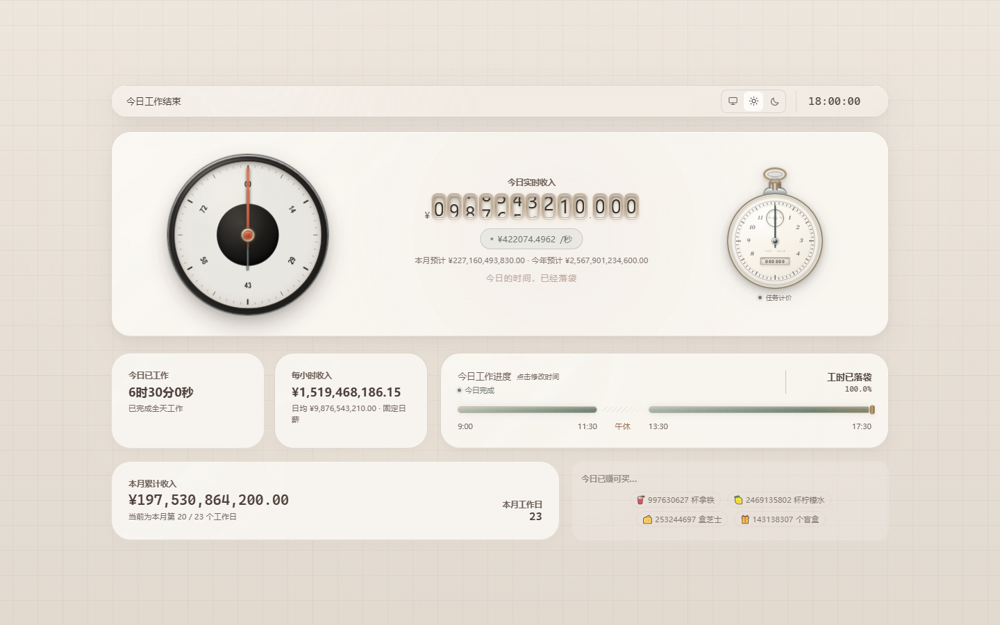 今日工作结束
18:00:00
00
14
29
43
58
72
今日实时收入
¥09876543210.000
¥422074.4962 /秒
本月预计 ¥227,160,493,830.00 · 今年预计 ¥2,567,901,234,600.00
今日的时间，已经落袋
11
1
10
2
9
3
8
4
000000
任务计价
今日已工作
6时30分0秒
已完成全天工作
每小时收入
¥1,519,468,186.15
日均 ¥9,876,543,210.00 · 固定日
薪
今日工作进度 点击修改时间
今日完成
工时已落袋
100.0%
9:00
11:30
午休
13:30
17:30
本月累计收入
¥197,530,864,200.00
当前为本月第 20 / 23 个工作日
本月工作日
23
今日已赚可买...
997630627 杯拿铁
2469135802 杯柠檬水
253244697 盒芝士
143138307 个盲盒